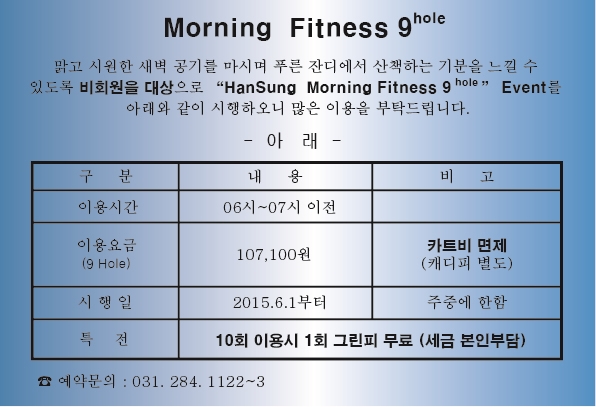 Morning Fitness 9 hole
맑고 시원한 새벽 공기를 마시며 푸른 잔디에서 산책하는 기분을 느낄 수
있도록 비회원을 대상으로 “HanSung Morning Fitness 9 hole ” Event를
아래와 같이 시행하오니 많은 이용을 부탁드립니다.
- 아 래 -
구 분 내 용 비 고
이용시간 06시~07시 이전
이용요금 (9 Hole) 107,100원 카트비 면제 (캐디피 별도)
시 행 일 2015.6.1부터 주중에 한함
특 전 10회 이용시 1회 그린피 무료 (세금 본인부담)
☎ 예약문의 : 031. 284. 1122~3